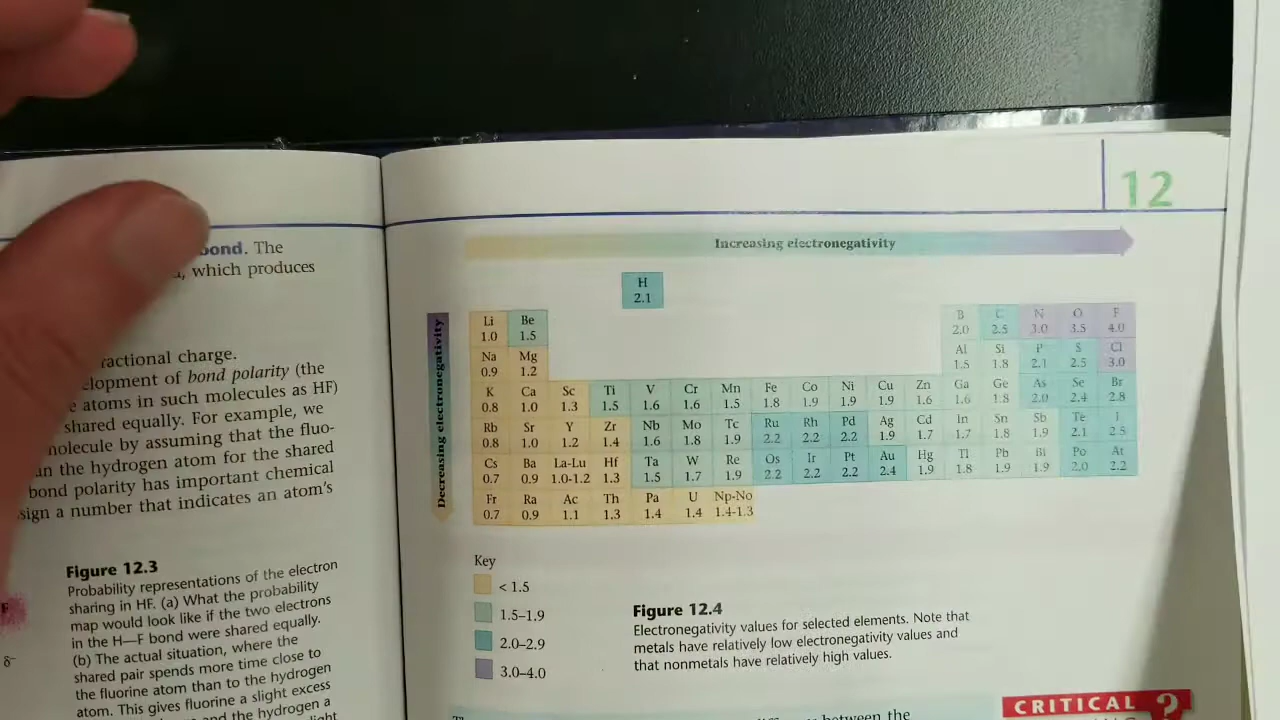 bond. The
, which produces
ractional charge.
elopment of bond polarity (the
e atoms in such molecules as HF)
shared equally. For example, we
molecule by assuming that the fluo-
an the hydrogen atom for the shared
bond polarity has important chemical
sign a number that indicates an atom's
Figure 12.3
Probability representations of the electron
sharing in HF. (a) What the probability
map would look like if the two electrons
in the H—F bond were shared equally.
(b) The actual situation, where the
shared pair spends more time close to
the fluorine atom than to the hydrogen
atom. This gives fluorine a slight excess
and the hydrogen a
F
δ−
12
Increasing electronegativity
Decreasing electronegativity
H
2.1
Li Be B C N O F
1.0 1.5 2.0 2.5 3.0 3.5 4.0
Na Mg Al Si P S Cl
0.9 1.2 1.5 1.8 2.1 2.5 3.0
K Ca Sc Ti V Cr Mn Fe Co Ni Cu Zn Ga Ge As Se Br
0.8 1.0 1.3 1.5 1.6 1.6 1.5 1.8 1.9 1.9 1.9 1.6 1.6 1.8 2.0 2.4 2.8
Rb Sr Y Zr Nb Mo Tc Ru Rh Pd Ag Cd In Sn Sb Te I
0.8 1.0 1.2 1.4 1.6 1.8 1.9 2.2 2.2 2.2 1.9 1.7 1.7 1.8 1.9 2.1 2.5
Cs Ba La-Lu Hf Ta W Re Os Ir Pt Au Hg Tl Pb Bi Po At
0.7 0.9 1.0-1.2 1.3 1.5 1.7 1.9 2.2 2.2 2.2 2.4 1.9 1.8 1.9 1.9 2.0 2.2
Fr Ra Ac Th Pa U Np-No
0.7 0.9 1.1 1.3 1.4 1.4 1.4-1.3
Key
< 1.5
1.5–1.9
2.0–2.9
3.0–4.0
Figure 12.4
Electronegativity values for selected elements. Note that
metals have relatively low electronegativity values and
that nonmetals have relatively high values.
between the
CRITICAL ?